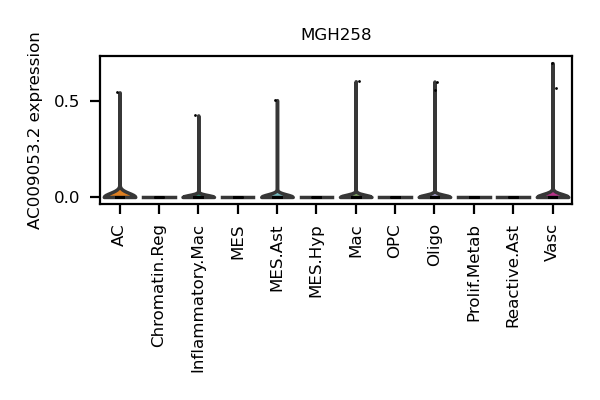 MGH258
AC009053.2 expression
0.5
0.0
AC
Chromatin.Reg
Inflammatory.Mac
MES
MES.Ast
MES.Hyp
Mac
OPC
Oligo
Prolif.Metab
Reactive.Ast
Vasc